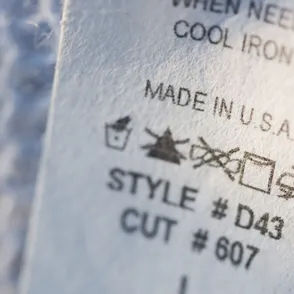 WHEN NEE
COOL IRON
MADE IN U.S.A.
STYLE # D43
CUT # 607